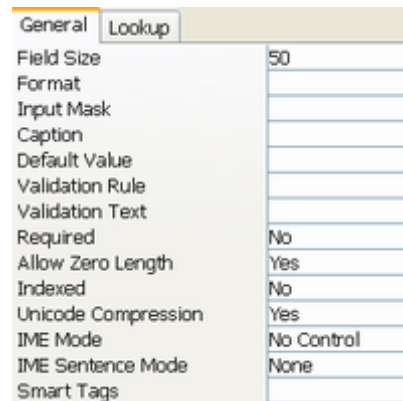 General Lookup
Field Size 50
Format
Input Mask
Caption
Default Value
Validation Rule
Validation Text
Required No
Allow Zero Length Yes
Indexed No
Unicode Compression Yes
IME Mode No Control
IME Sentence Mode None
Smart Tags